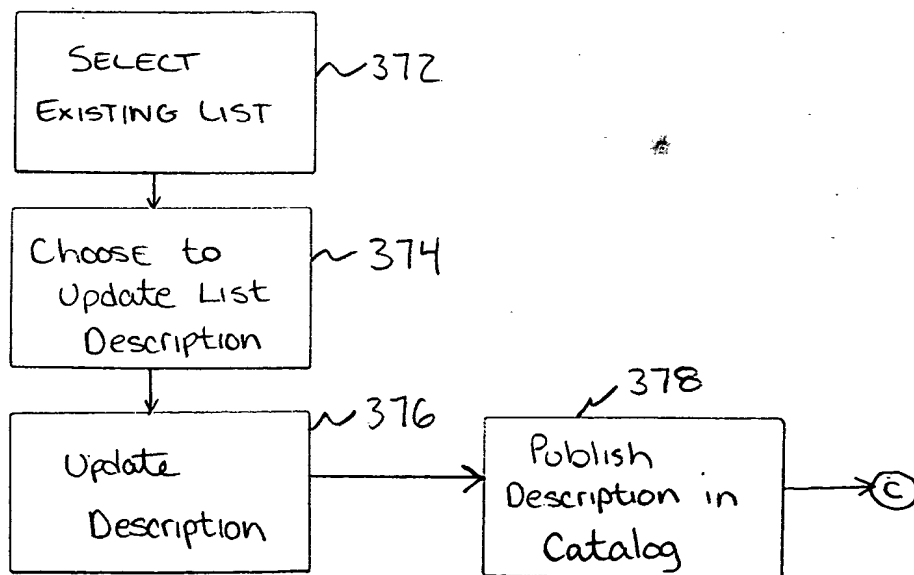 SELECT
EXISTING LIST
372
Choose to
Update List
Description
374
Update
Description
376
Publish
Description in
Catalog
378
C